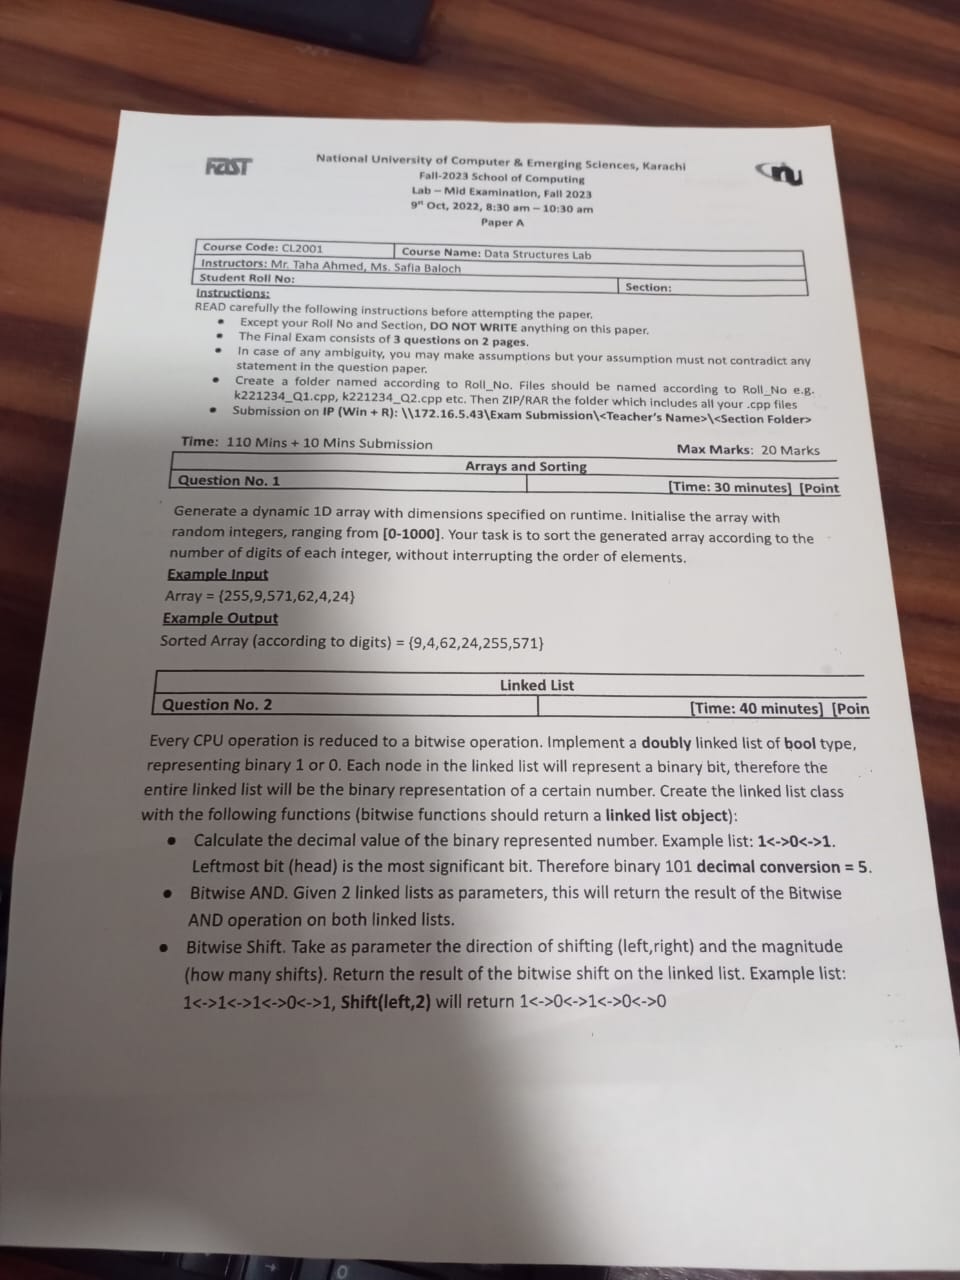 FAST
National University of Computer & Emerging Sciences, Karachi
Fall-2023 School of Computing
Lab – Mid Examination, Fall 2023
9th Oct, 2022, 8:30 am – 10:30 am
Paper A
nu
Course Code: CL2001 Course Name: Data Structures Lab
Instructors: Mr. Taha Ahmed, Ms. Safia Baloch
Student Roll No: Section:
Instructions:
READ carefully the following instructions before attempting the paper.
• Except your Roll No and Section, DO NOT WRITE anything on this paper.
• The Final Exam consists of 3 questions on 2 pages.
• In case of any ambiguity, you may make assumptions but your assumption must not contradict any
statement in the question paper.
• Create a folder named according to Roll_No. Files should be named according to Roll_No e.g.
k221234_Q1.cpp, k221234_Q2.cpp etc. Then ZIP/RAR the folder which includes all your .cpp files
• Submission on IP (Win + R): \\172.16.5.43\Exam Submission\<Teacher's Name>\<Section Folder>
Time: 110 Mins + 10 Mins Submission Max Marks: 20 Marks
Arrays and Sorting
Question No. 1 [Time: 30 minutes] [Point
Generate a dynamic 1D array with dimensions specified on runtime. Initialise the array with
random integers, ranging from [0-1000]. Your task is to sort the generated array according to the
number of digits of each integer, without interrupting the order of elements.
Example Input
Array = {255,9,571,62,4,24}
Example Output
Sorted Array (according to digits) = {9,4,62,24,255,571}
Linked List
Question No. 2 [Time: 40 minutes] [Poin
Every CPU operation is reduced to a bitwise operation. Implement a doubly linked list of bool type,
representing binary 1 or 0. Each node in the linked list will represent a binary bit, therefore the
entire linked list will be the binary representation of a certain number. Create the linked list class
with the following functions (bitwise functions should return a linked list object):
• Calculate the decimal value of the binary represented number. Example list: 1<->0<->1.
Leftmost bit (head) is the most significant bit. Therefore binary 101 decimal conversion = 5.
• Bitwise AND. Given 2 linked lists as parameters, this will return the result of the Bitwise
AND operation on both linked lists.
• Bitwise Shift. Take as parameter the direction of shifting (left,right) and the magnitude
(how many shifts). Return the result of the bitwise shift on the linked list. Example list:
1<->1<->1<->0<->1, Shift(left,2) will return 1<->0<->1<->0<->0